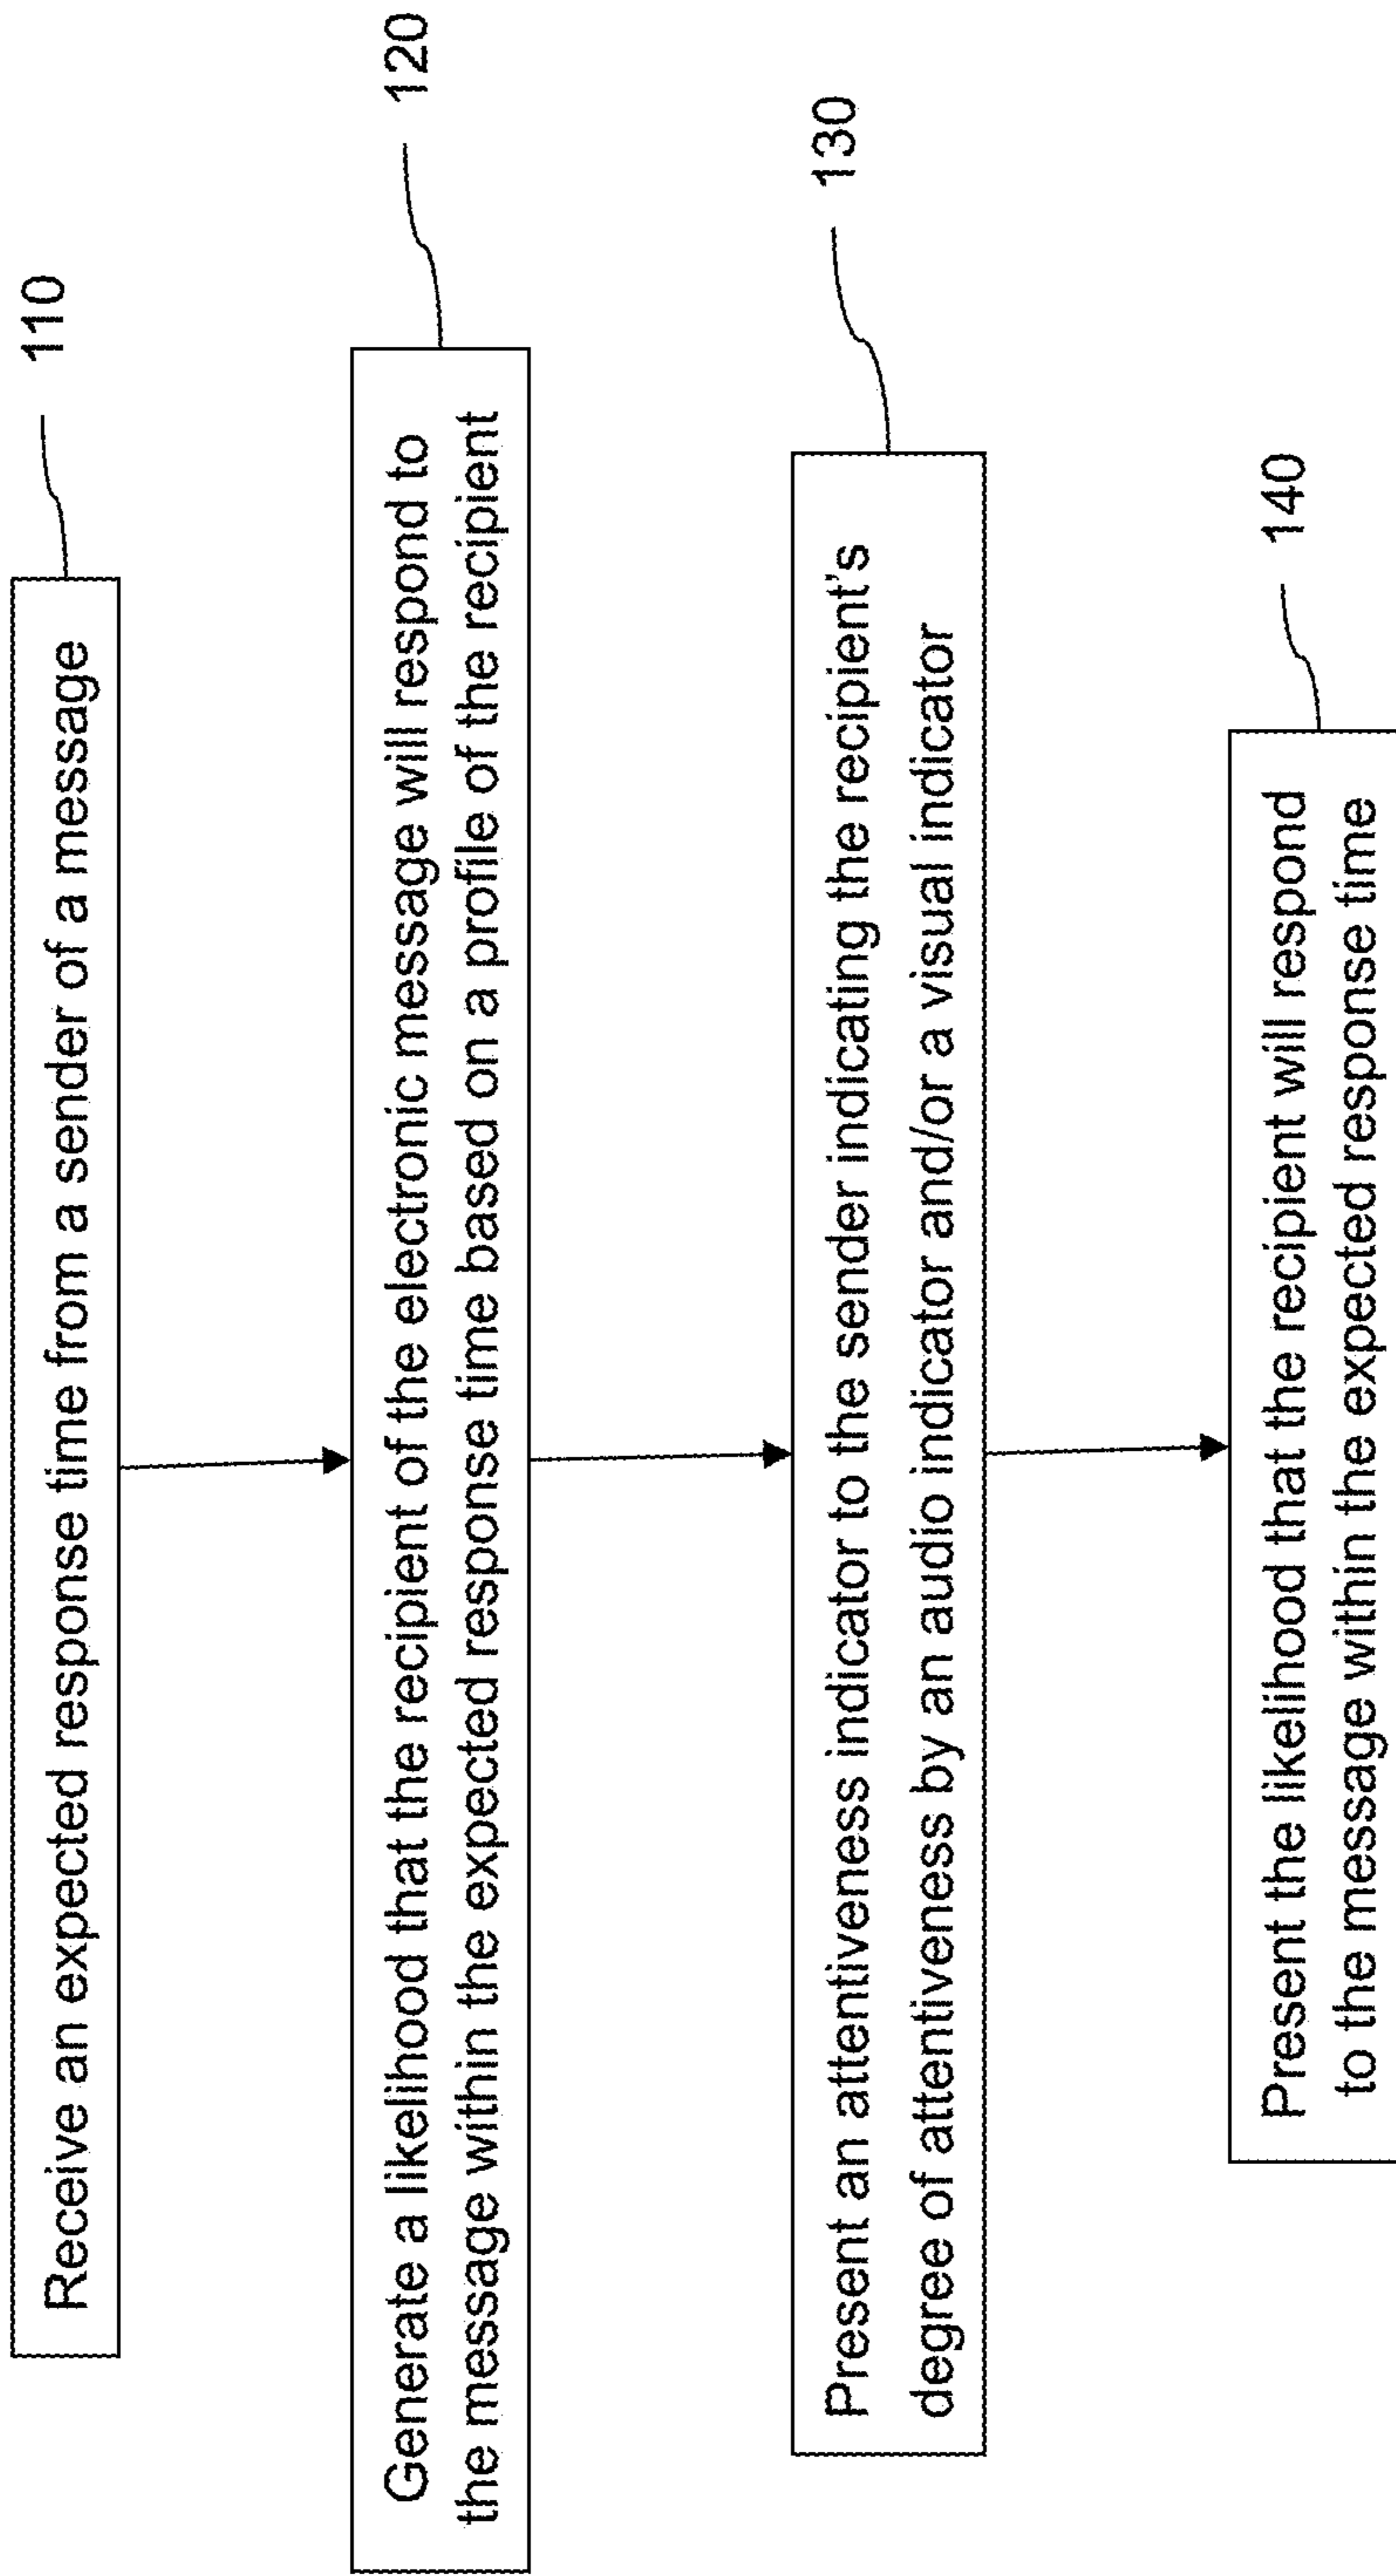 Receive an expected response time from a sender of a message
110
Generate a likelihood that the recipient of the electronic message will respond to
the message within the expected response time based on a profile of the recipient
120
Present an attentiveness indicator to the sender indicating the recipient's
degree of attentiveness by an audio indicator and/or a visual indicator
130
Present the likelihood that the recipient will respond
to the message within the expected response time
140